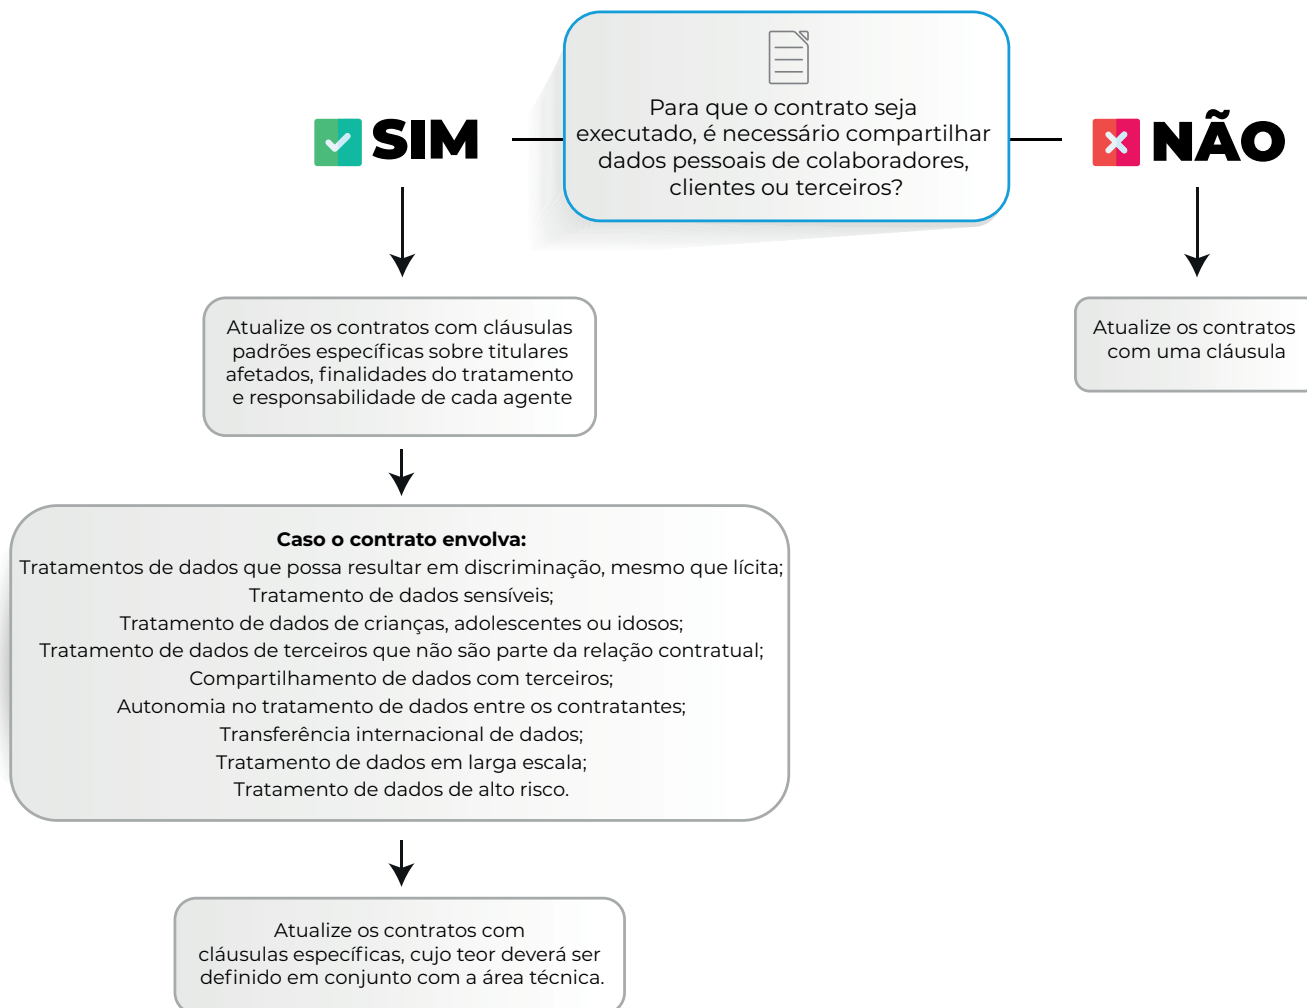 Para que o contrato seja
executado, é necessário compartilhar
dados pessoais de colaboradores,
clientes ou terceiros?
SIM
NÃO
Atualize os contratos com cláusulas
padrões específicas sobre titulares
afetados, finalidades do tratamento
e responsabilidade de cada agente
Atualize os contratos
com uma cláusula
Caso o contrato envolva:
Tratamentos de dados que possa resultar em discriminação, mesmo que lícita;
Tratamento de dados sensíveis;
Tratamento de dados de crianças, adolescentes ou idosos;
Tratamento de dados de terceiros que não são parte da relação contratual;
Compartilhamento de dados com terceiros;
Autonomia no tratamento de dados entre os contratantes;
Transferência internacional de dados;
Tratamento de dados em larga escala;
Tratamento de dados de alto risco.
Atualize os contratos com
cláusulas específicas, cujo teor deverá ser
definido em conjunto com a área técnica.